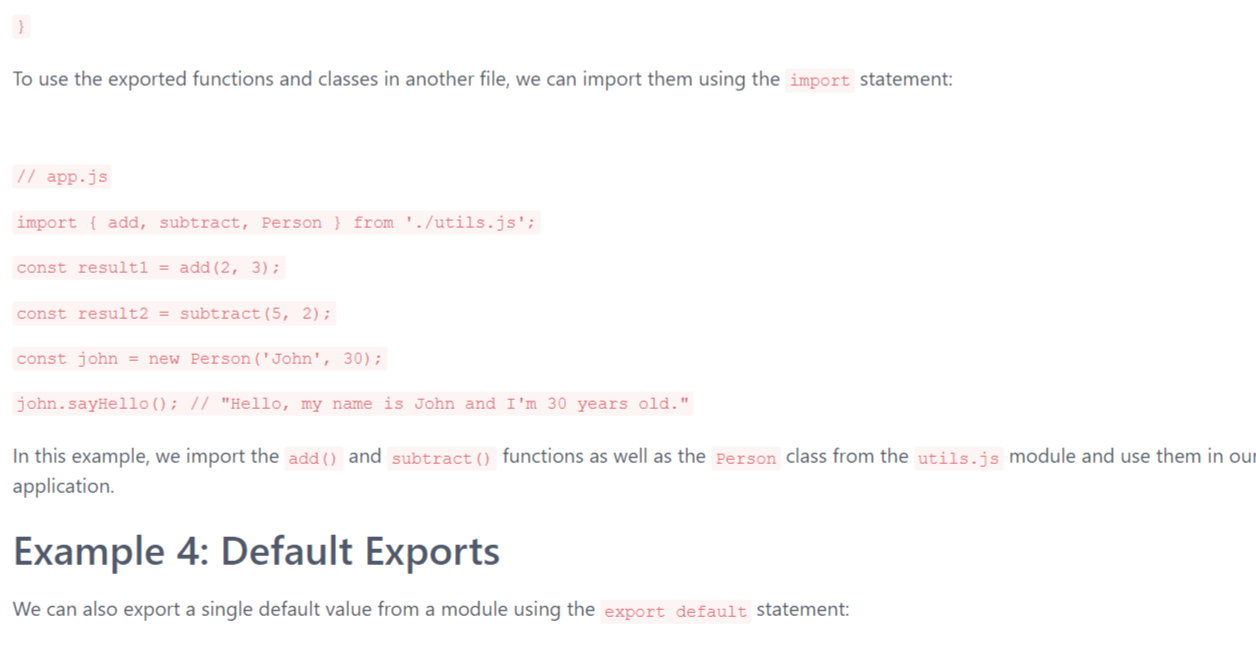 }
To use the exported functions and classes in another file, we can import them using the import statement:
// app.js
import { add, subtract, Person } from './utils.js';
const result1 = add(2, 3);
const result2 = subtract(5, 2);
const john = new Person('John', 30);
john.sayHello(); // "Hello, my name is John and I'm 30 years old."
In this example, we import the add() and subtract() functions as well as the Person class from the utils.js module and use them in our
application.
Example 4: Default Exports
We can also export a single default value from a module using the export default statement: